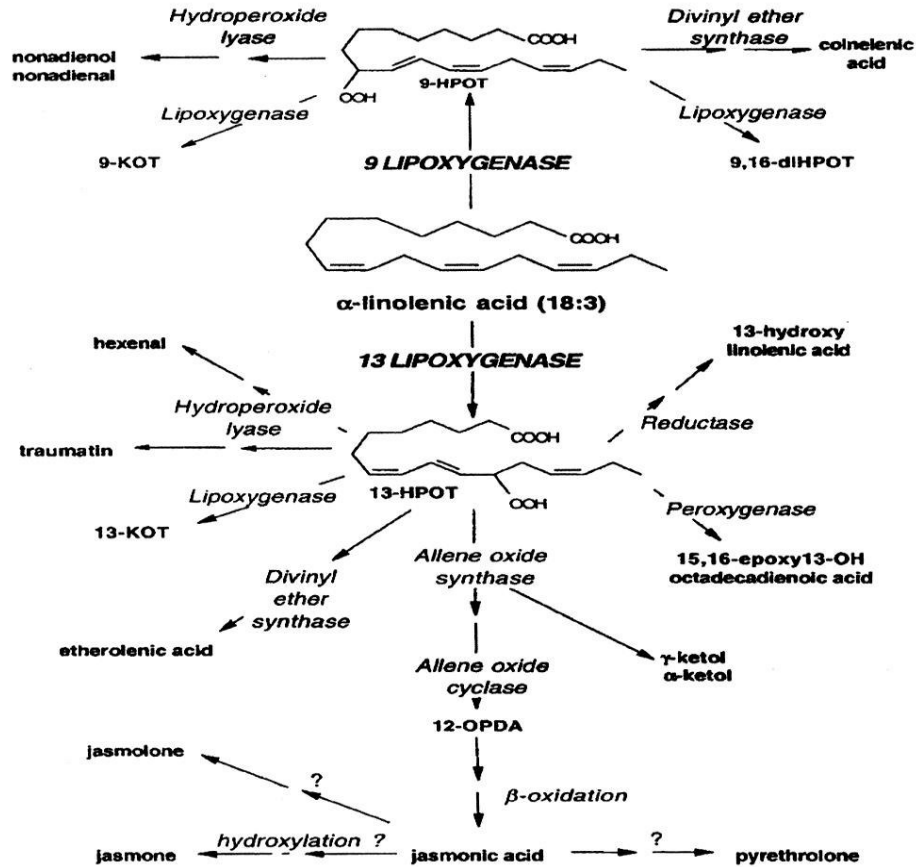 Hydroperoxide
lyase
COOH
Divinyl ether
synthase
nonadienol
nonadienal
colnelenic
acid
9-HPOT
OOH
Lipoxygenase
Lipoxygenase
9-KOT
9 LIPOXYGENASE
9,16-diHPOT
COOH
α-linolenic acid (18:3)
hexenal
13 LIPOXYGENASE
13-hydroxy
linolenic acid
Hydroperoxide
lyase
COOH
Reductase
traumatin
Lipoxygenase
13-HPOT
OOH
Peroxygenase
13-KOT
Allene oxide
synthase
15,16-epoxy13-OH
octadecadienoic acid
Divinyl
ether
synthase
etherolenic acid
γ-ketol
α-ketol
Allene oxide
cyclase
12-OPDA
jasmolone
?
β-oxidation
hydroxylation ?
?
jasmone
jasmonic acid
pyrethrolone